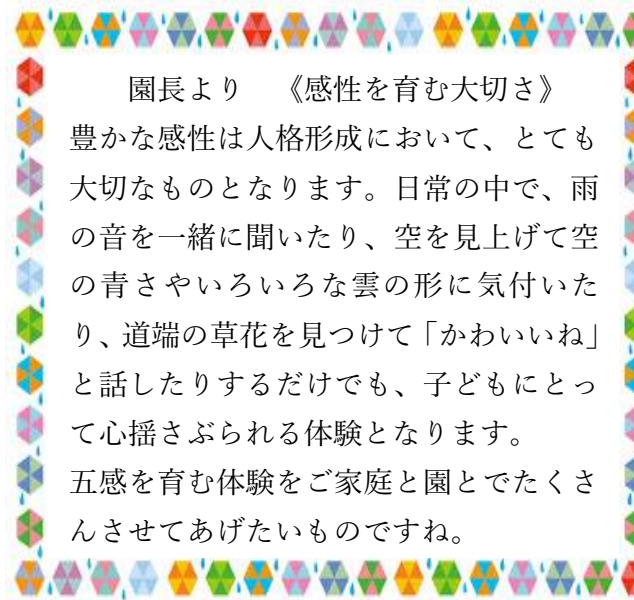 園長より　《感性を育む大切さ》
豊かな感性は人格形成において、とても
大切なものとなります。日常の中で、雨
の音を一緒に聞いたり、空を見上げて空
の青さやいろいろな雲の形に気付いた
り、道端の草花を見つけて「かわいいね」
と話したりするだけでも、子どもにとっ
て心揺さぶられる体験となります。
五感を育む体験をご家庭と園とでたくさ
んさせてあげたいものですね。